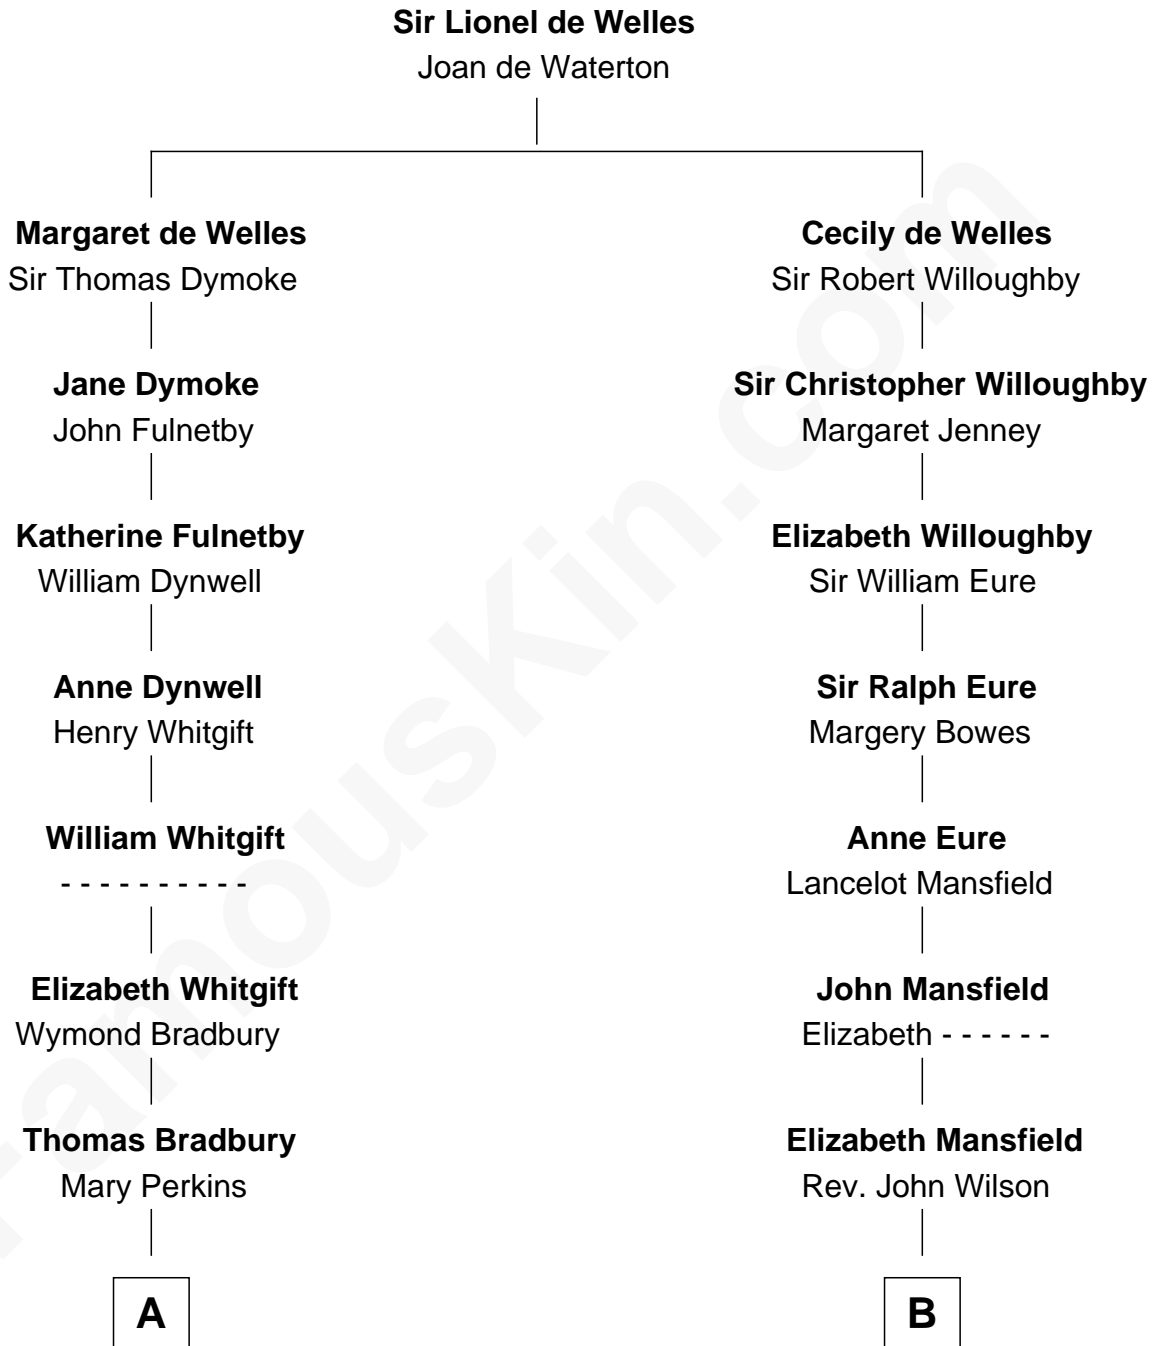 Sir Lionel de Welles
Joan de Waterton
Margaret de Welles
Sir Thomas Dymoke
Cecily de Welles
Sir Robert Willoughby
Jane Dymoke
John Fulnetby
Sir Christopher Willoughby
Margaret Jenney
Katherine Fulnetby
William Dynwell
Elizabeth Willoughby
Sir William Eure
Anne Dynwell
Henry Whitgift
Sir Ralph Eure
Margery Bowes
William Whitgift
- - - - - - - - - -
Anne Eure
Lancelot Mansfield
Elizabeth Whitgift
Wymond Bradbury
John Mansfield
Elizabeth - - - - - -
Thomas Bradbury
Mary Perkins
Elizabeth Mansfield
Rev. John Wilson
A
B
FamousKin.com